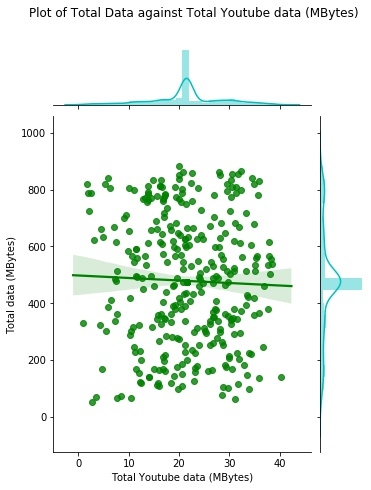 Plot of Total Data against Total Youtube data (MBytes)
1000
800
600
400
200
0
Total data (MBytes)
0 10 20 30 40
Total Youtube data (MBytes)